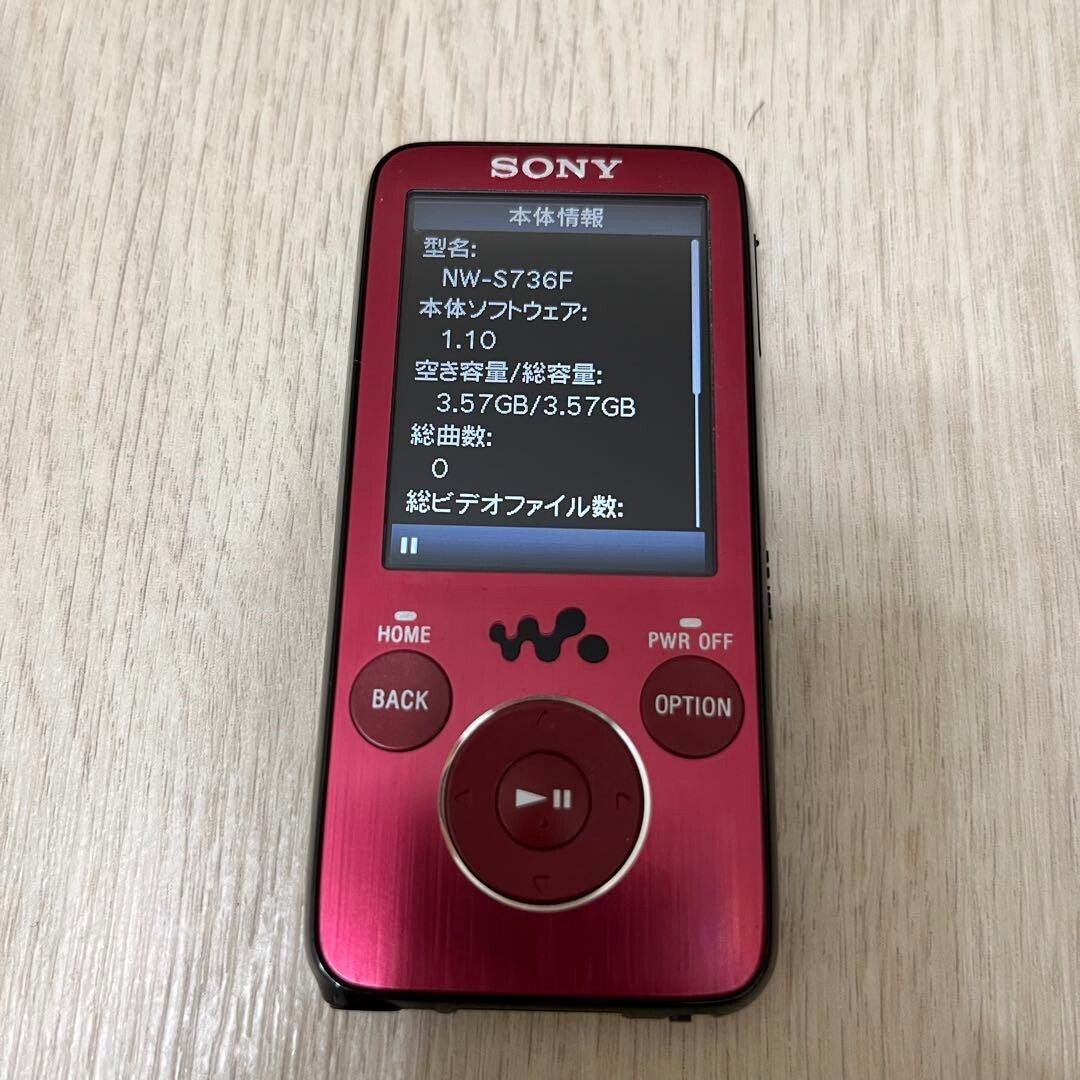 SONY
本体情報
型名:
NW-S736F
本体ソフトウェア:
1.10
空き容量/総容量:
3.57GB/3.57GB
総曲数:
0
総ビデオファイル数:
HOME
PWR OFF
BACK
OPTION